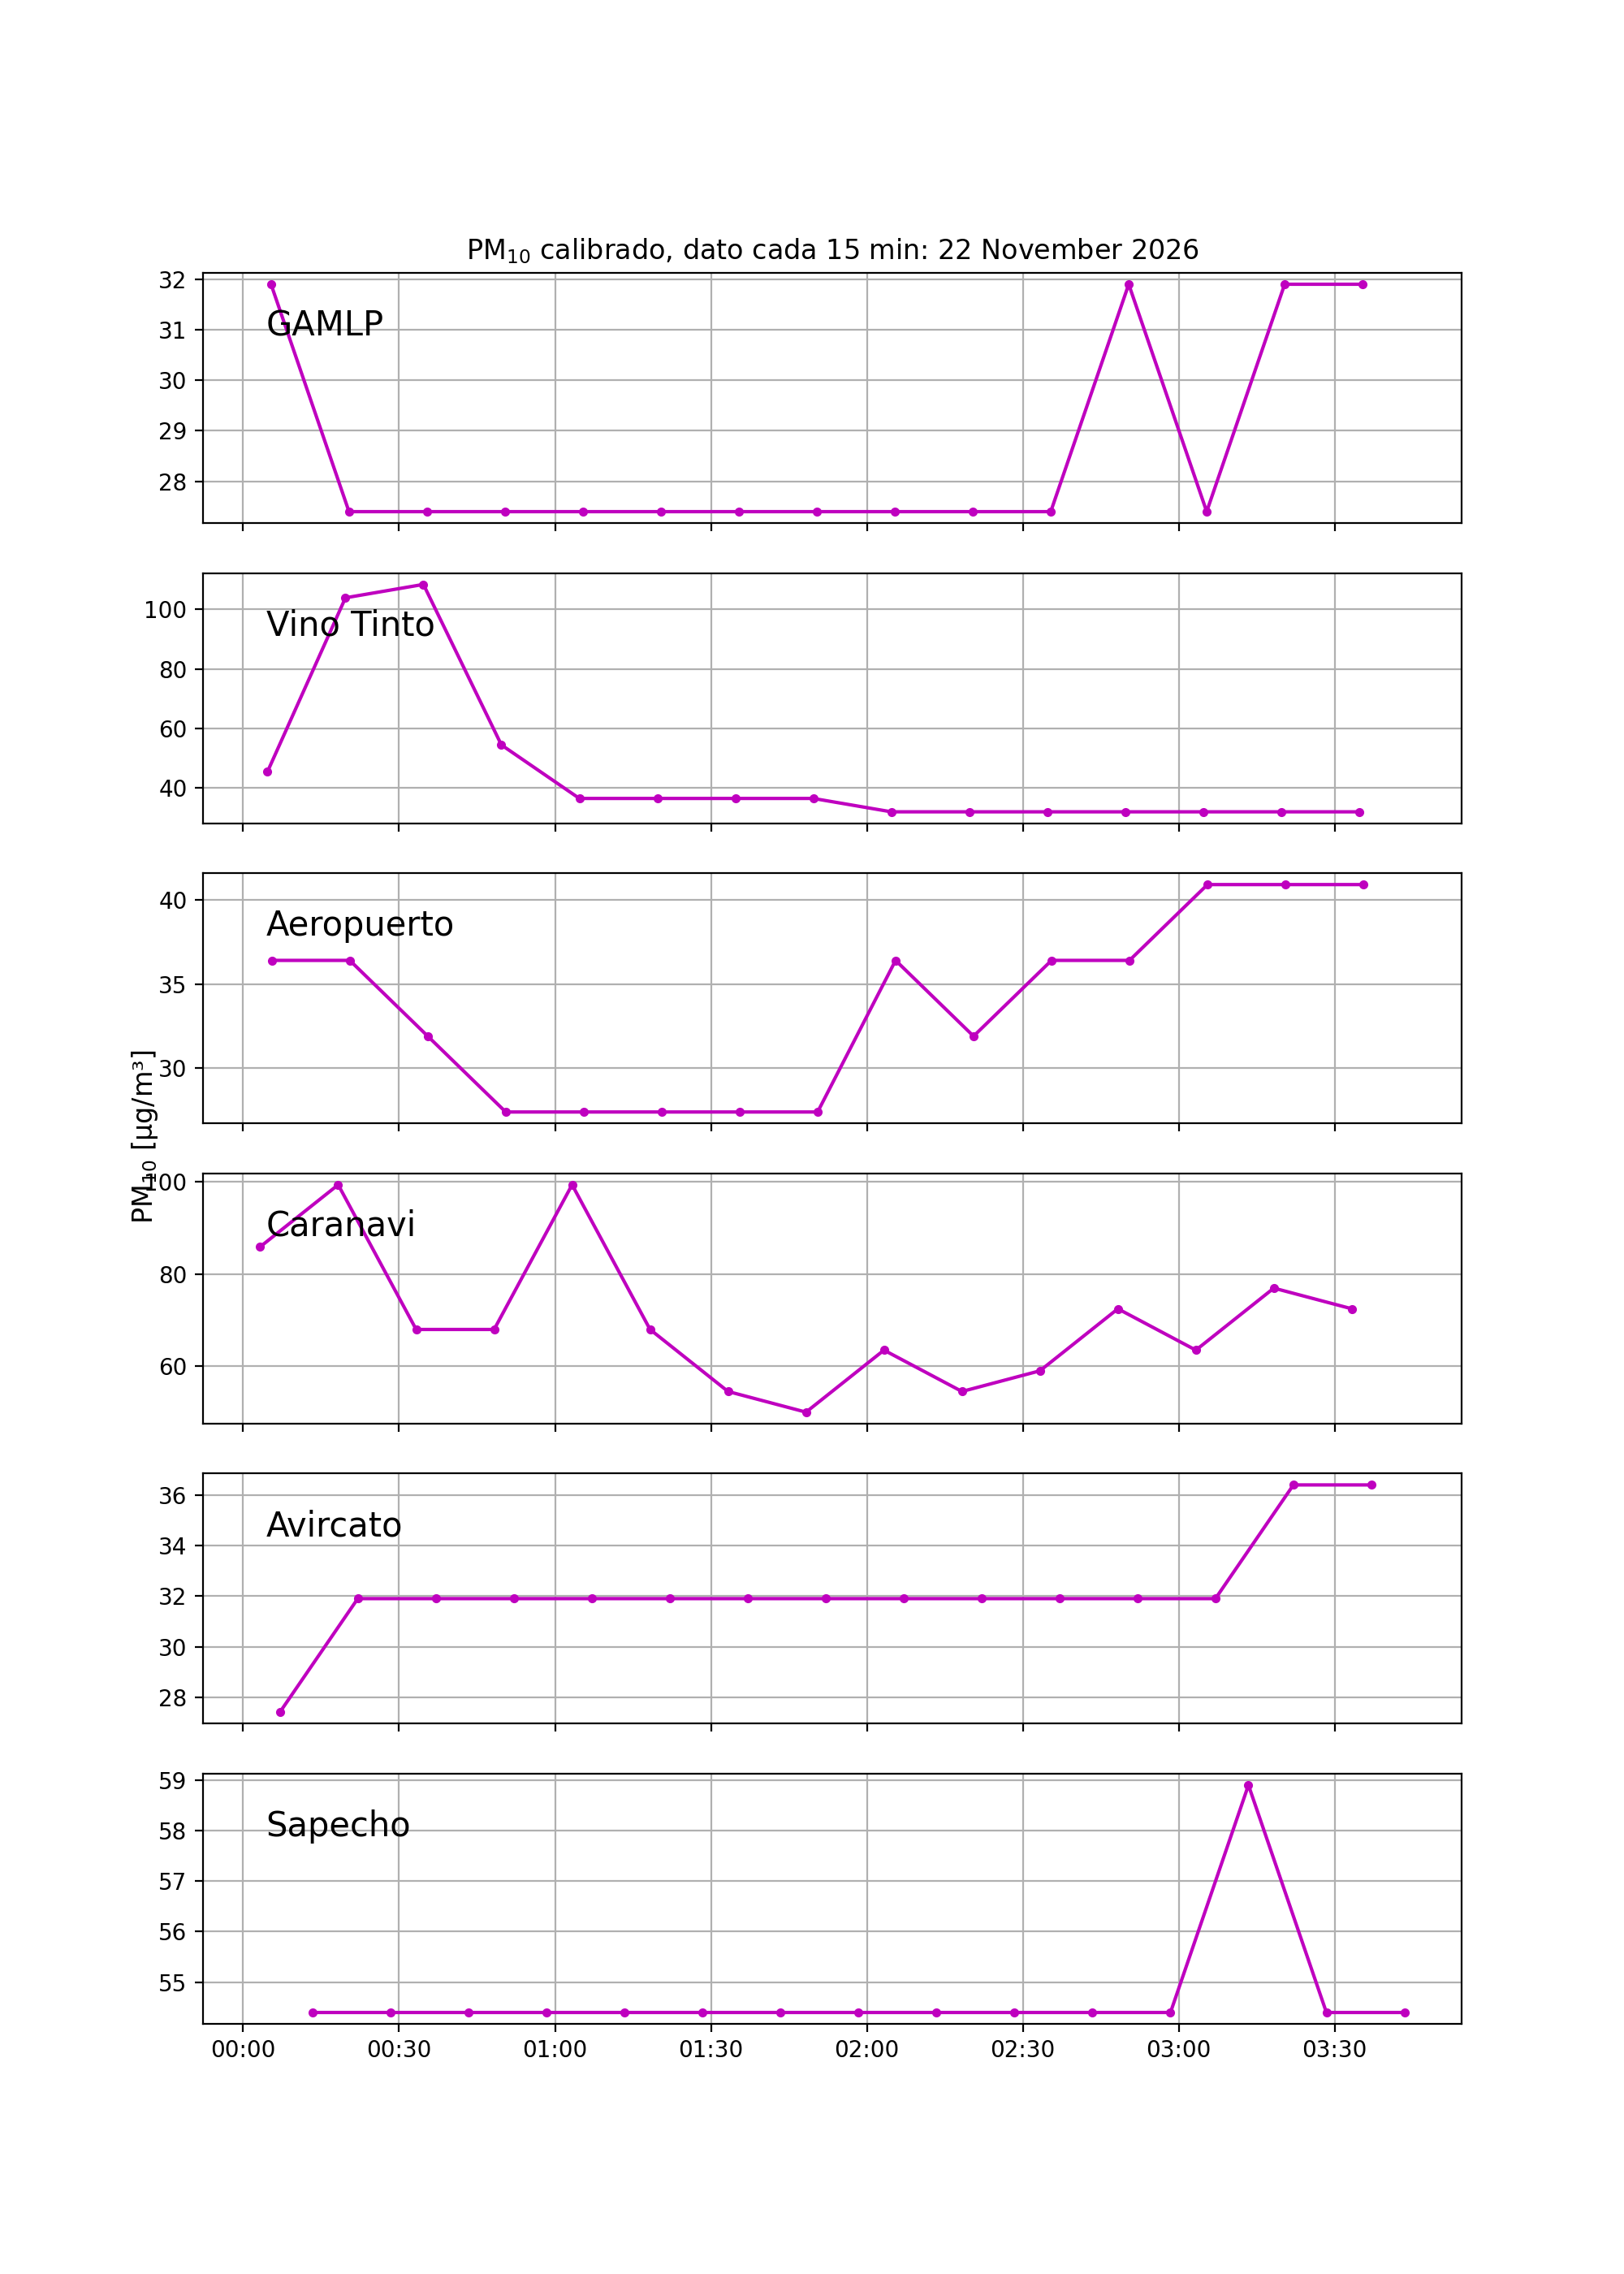 PM₁₀ calibrado, dato cada 15 min: 22 November 2026
32
31
30
29
28
GAMLP
100
80
60
40
Vino Tinto
40
35
30
Aeropuerto
PM₁₀ [µg/m³]
100
80
60
Caranavi
36
34
32
30
28
Avircato
59
58
57
56
55
Sapecho
00:00 00:30 01:00 01:30 02:00 02:30 03:00 03:30